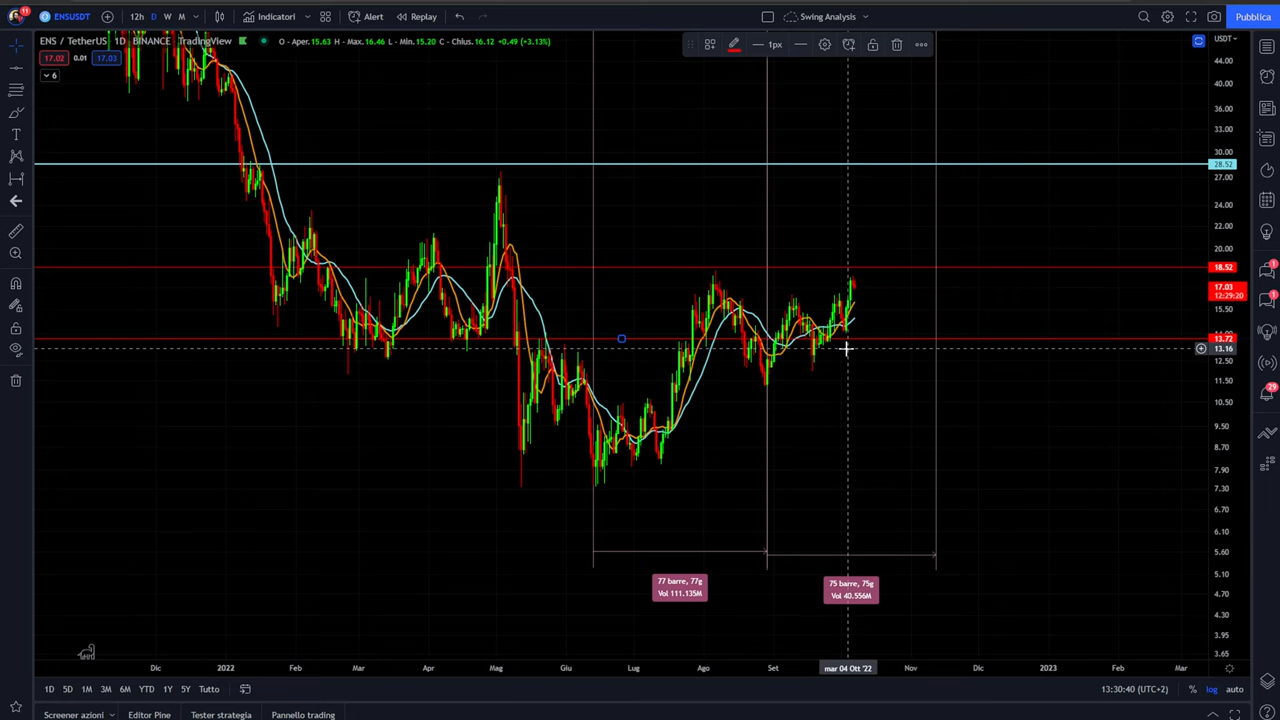 11
ENSUSDT
12h D W M
Indicatori
Alert
Replay
Swing Analysis
Pubblica
ENS / TetherUS · 1D · BINANCE · TradingView
O - Aper. 15.63 H - Max. 16.46 L - Min. 15.20 C - Chius. 16.12 +0.49 (+3.13%)
USDT
17.02 0.01 17.03
6
1px
44.00
40.00
36.00
33.00
30.00
28.52
27.00
24.00
22.00
20.00
18.52
17.03
12:29:20
15.50
13.72
13.16
12.50
11.50
10.50
9.50
8.70
7.90
7.30
6.70
6.10
5.60
5.10
4.70
4.30
3.95
3.65
77 barre, 77g
Vol 111.135M
75 barre, 75g
Vol 40.556M
Dic 2022 Feb Mar Apr Mag Giu Lug Ago Set mar 04 Ott '22 Nov Dic 2023 Feb Mar
1D 5D 1M 3M 6M YTD 1Y 5Y Tutto
13:30:40 (UTC+2) % log auto
Screener azioni Editor Pine Tester strategia Pannello trading
29